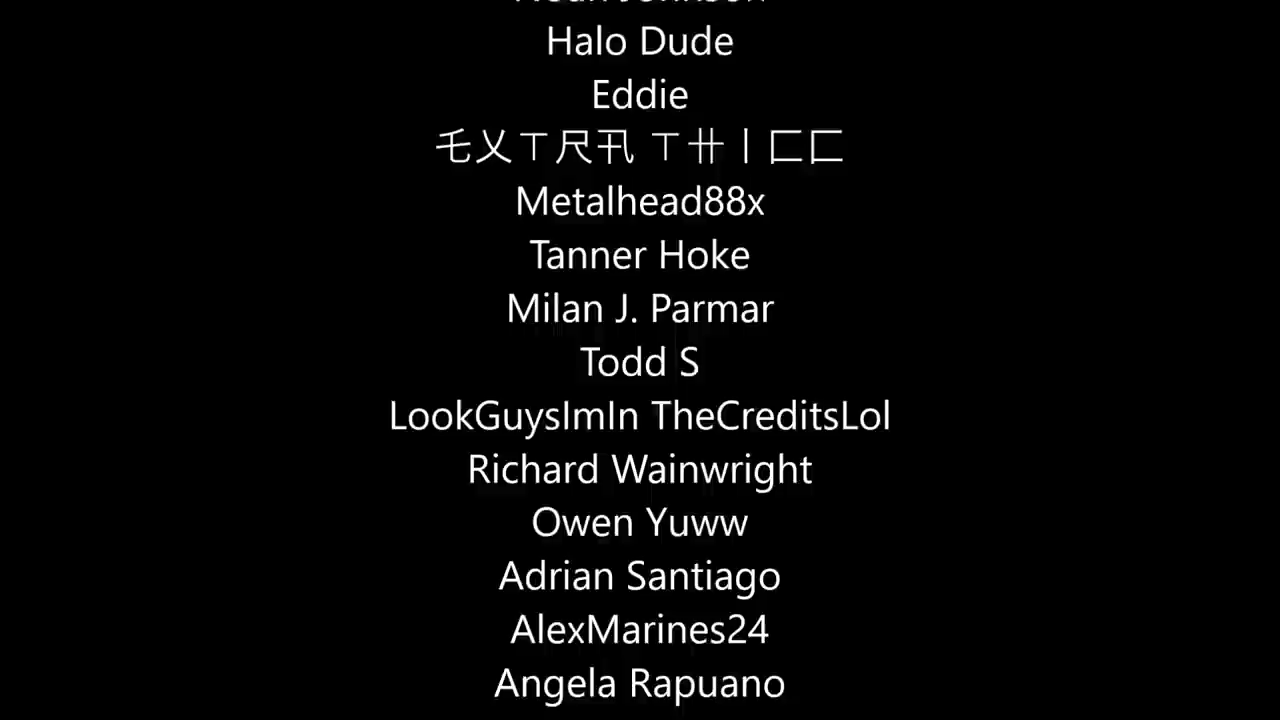 Halo Dude
Eddie
乇乂ㄒ尺卂 ㄒ卄丨匚匚
Metalhead88x
Tanner Hoke
Milan J. Parmar
Todd S
LookGuysImIn TheCreditsLol
Richard Wainwright
Owen Yuww
Adrian Santiago
AlexMarines24
Angela Rapuano